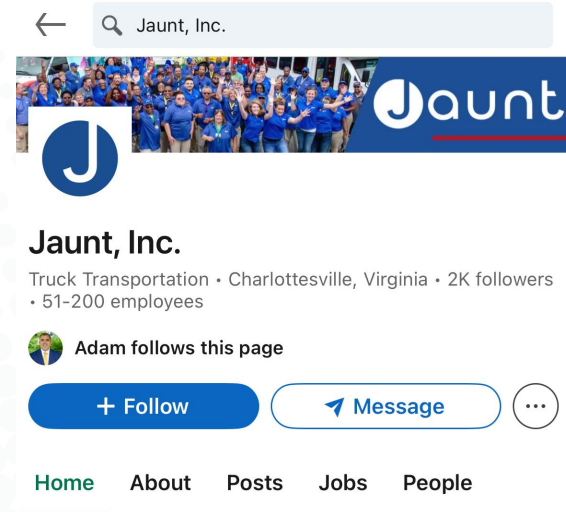 Jaunt, Inc.
Jaunt
J
Jaunt, Inc.
Truck Transportation • Charlottesville, Virginia • 2K followers
• 51-200 employees
Adam follows this page
+ Follow
Message
Home About Posts Jobs People